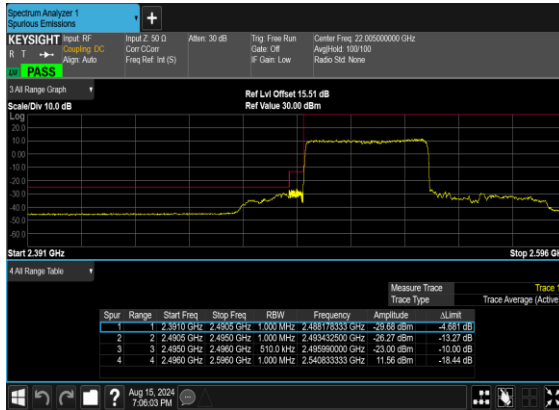 Spectrum Analyzer 1
Spurious Emissions
+
KEYSIGHT Input: RF Input Z: 50 Ω Atten: 30 dB Trig: Free Run Center Freq: 22.005000000 GHz
R T Coupling: DC Corr CCorr Gate: Off Avg|Hold: 100/100
Align: Auto Freq Ref: Int (S) IF Gain: Low Radio Std: None
LV PASS
3 All Range Graph
Ref Lvl Offset 15.51 dB
Scale/Div 10.0 dB Ref Value 30.00 dBm
Log
20.0
10.0
0.00
-10.0
-20.0
-30.0
-40.0
-50.0
-60.0
Start 2.391 GHz Stop 2.596 GH
4 All Range Table
Measure Trace Trace 1
Trace Type Trace Average (Active
Spur Range Start Freq Stop Freq RBW Frequency Amplitude ΔLimit
1 1 2.3910 GHz 2.4905 GHz 1.000 MHz 2.488178333 GHz -29.68 dBm -4.681 dB
2 2 2.4905 GHz 2.4950 GHz 1.000 MHz 2.493432500 GHz -26.27 dBm -13.27 dB
3 3 2.4950 GHz 2.4960 GHz 510.0 kHz 2.495990000 GHz -23.00 dBm -10.00 dB
4 4 2.4960 GHz 2.5960 GHz 1.000 MHz 2.540833333 GHz 11.56 dBm -18.44 dB
Aug 15, 2024
7:06:03 PM